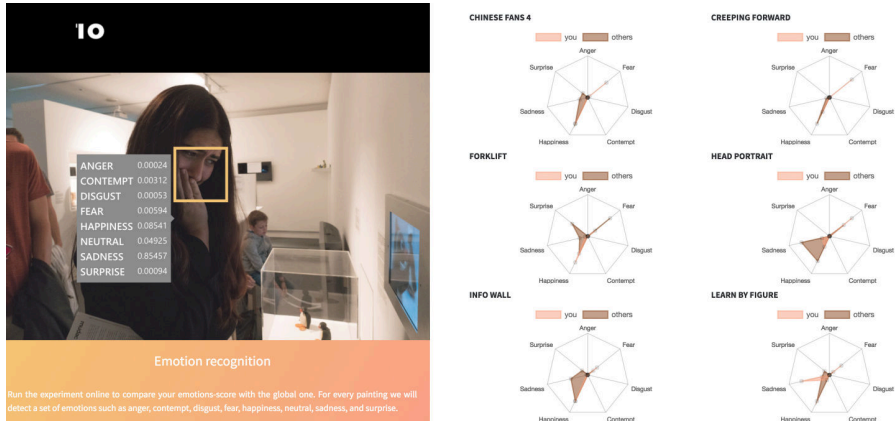 10
ANGER 0.00024
CONTEMPT 0.00312
DISGUST 0.00053
FEAR 0.00594
HAPPINESS 0.08541
NEUTRAL 0.04925
SADNESS 0.85457
SURPRISE 0.00094
Emotion recognition
Run the experiment online to compare your emotions-score with the global one. For every painting we will
detect a set of emotions such as anger, contempt, disgust, fear, happiness, neutral, sadness, and surprise.
CHINESE FANS 4
you others
Anger
Surprise Fear
Sadness Disgust
Happiness Contempt
CREEPING FORWARD
you others
Anger
Surprise Fear
Sadness Disgust
Happiness Contempt
FORKLIFT
you others
Anger
Surprise Fear
Sadness Disgust
Happiness Contempt
HEAD PORTRAIT
you others
Anger
Surprise Fear
Sadness Disgust
Happiness Contempt
INFO WALL
you others
Anger
Surprise Fear
Sadness Disgust
Happiness Contempt
LEARN BY FIGURE
you others
Anger
Surprise Fear
Sadness Disgust
Happiness Contempt